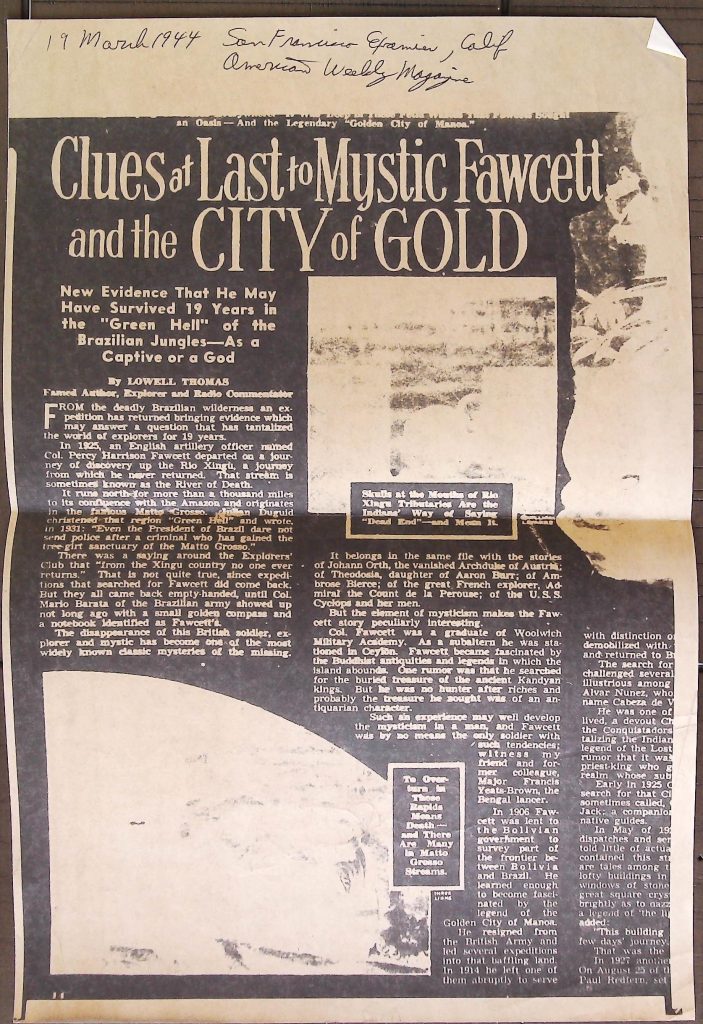 19 March 1944 San Francisco Examier, Calif
American Weekly Magazine
an Oasis—And the Legendary "Golden City of Manoa."
Clues at Last to Mystic Fawcett
and the CITY of GOLD
New Evidence That He May
Have Survived 19 Years in
the "Green Hell" of the
Brazilian Jungles—As a
Captive or a God
By LOWELL THOMAS
Famed Author, Explorer and Radio Commentator
FROM the deadly Brazilian wilderness an ex-
pedition has returned bringing evidence which
may answer a question that has tantalized
the world of explorers for 19 years.
In 1925, an English artillery officer named
Col. Percy Harrison Fawcett departed on a jour-
ney of discovery up the Rio Xingu, a journey
from which he never returned. That stream is
sometimes known as the River of Death.
It runs north for more than a thousand miles
to its confluence with the Amazon and originates
in the famous Matto Grosso. Duguid
christened that region "Green Hell" and wrote,
in 1931: "Even the President of Brazil dare not
send police after a criminal who has gained the
tree-girt sanctuary of the Matto Grosso."
There was a saying around the Explorers'
Club that "from the Xingu country no one ever
returns." That is not quite true, since expedi-
tions that searched for Fawcett did come back.
But they all came back empty-handed, until Col.
Mario Barata of the Brazilian army showed up
not long ago with a small golden compass and
a notebook identified as Fawcett's.
The disappearance of this British soldier, ex-
plorer and mystic has become one of the most
widely known classic mysteries of the missing.
Skulls at the Mouths of Rio
Xingu Tributaries Are the
Indians' Way of Saying
"Dead End"—and Mean It.
It belongs in the same file with the stories
of Johann Orth, the vanished Archduke of Austria;
of Theodosia, daughter of Aaron Burr; of Am-
brose Bierce; of the great French explorer, Ad-
miral the Count de la Perouse; of the U.S.S.
Cyclops and her men.
But the element of mysticism makes the Faw-
cett story peculiarly interesting.
Col. Fawcett was a graduate of Woolwich
Military Academy. As a subaltern he was sta-
tioned in Ceylon. Fawcett became fascinated by
the Buddhist antiquities and legends in which the
island abounds. One rumor was that he searched
for the buried treasure of the ancient Kandyan
kings. But he was no hunter after riches and
probably the treasure he sought was of an an-
tiquarian character.
Such an experience may well develop
the mysticism in a man, and Fawcett
was by no means the only soldier with
such tendencies;
witness my
friend and for-
mer colleague,
Major Francis
Yeats-Brown, the
Bengal lancer.
In 1906 Faw-
cett was lent to
the Bolivian
government to
survey part of
the frontier be-
tween Bolivia
and Brazil. He
learned enough
to become fasci-
nated by the
legend of the
Golden City of Manoa.
He resigned from
the British Army and
led several expeditions
into that baffling land.
In 1914 he left one of
them abruptly to serve
To Over-
turn in
These
Rapids
Means
Death—
and There
Are Many
in Matto
Grosso
Streams.
THREE
LIONS
with distinction
demobilized with
and returned to
The search for
challenged several
illustrious among
Alvar Nunez, who
name Cabeza de
He was one of
lived, a devout
the Conquistadors
talizing the Indian
legend of the Lost
rumor that it was
priest-king who
realm whose
Early in 1925
search for that
sometimes called,
Jack; a companion
native guides.
In May of
dispatches and
told little of
contained this
are tales among
lofty buildings in
windows of stone
great square
brightly as to
a legend of 'the
added:
"This building
few days' journey.
That was the
In 1927 another
On August 25 of
Paul Redfern, set